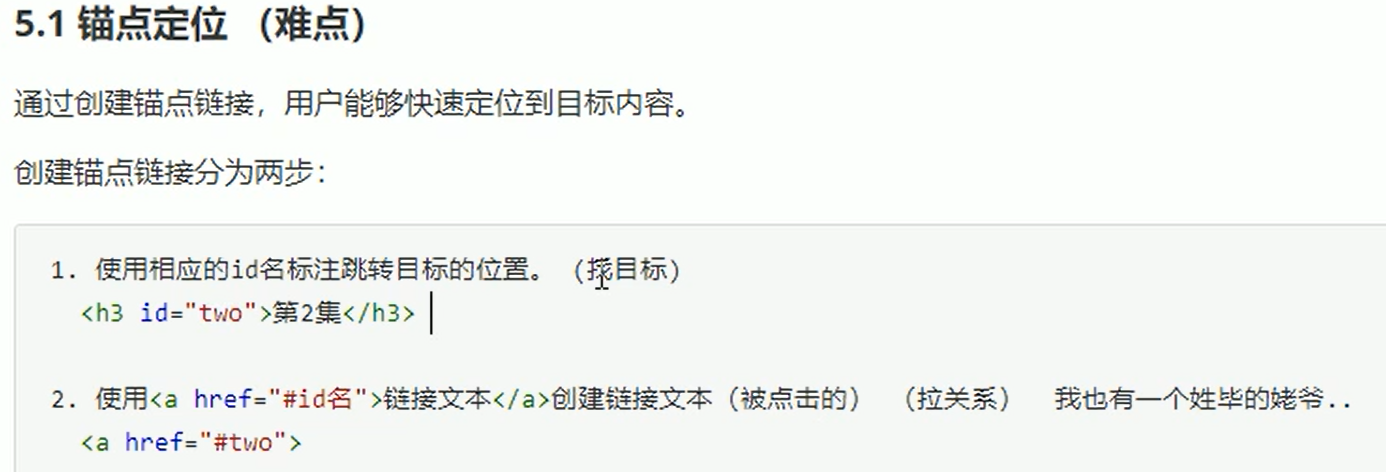 5.1 锚点定位 （难点）
通过创建锚点链接，用户能够快速定位到目标内容。
创建锚点链接分为两步：
1. 使用相应的id名标注跳转目标的位置。 (找目标)
<h3 id="two">第2集</h3>
2. 使用<a href="#id名">链接文本</a>创建链接文本（被点击的） （拉关系） 我也有一个姓毕的姥爷..
<a href="#two">